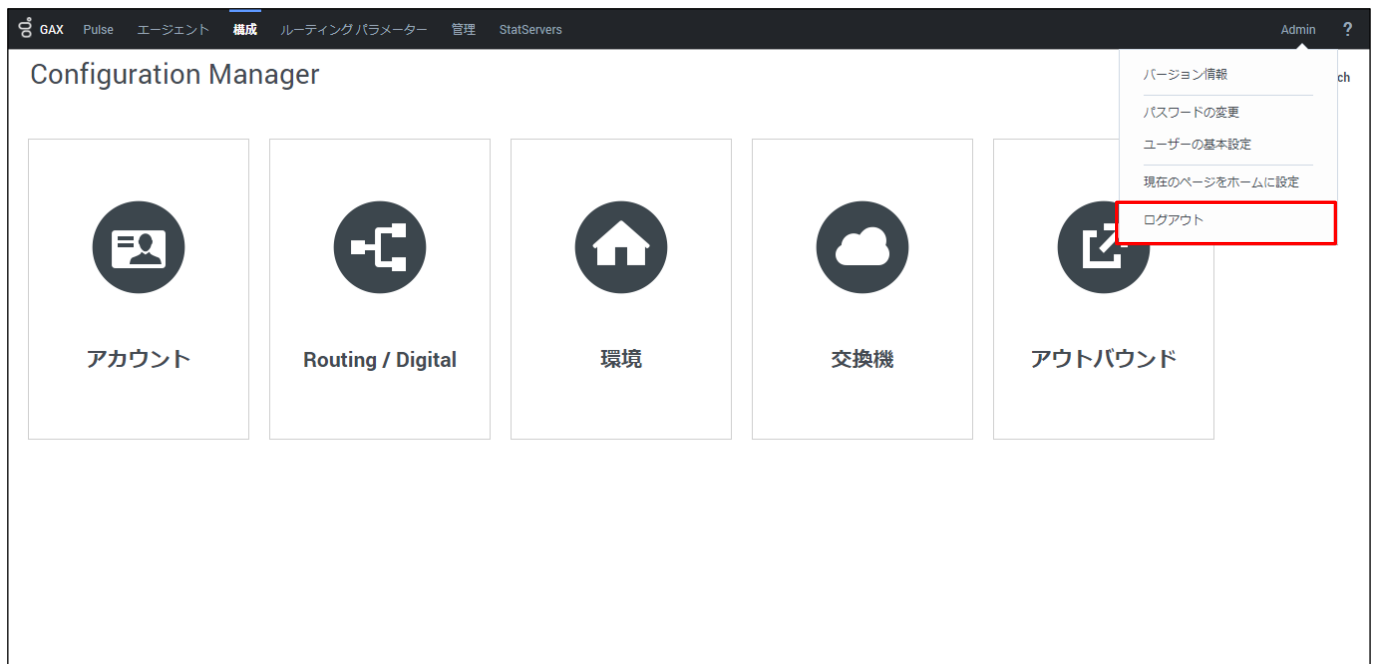 GAX Pulse エージェント 構成 ルーティング パラメーター 管理 StatServers Admin ?
Configuration Manager
ch
バージョン情報
パスワードの変更
ユーザーの基本設定
現在のページをホームに設定
ログアウト
アカウント
Routing / Digital
環境
交換機
アウトバウンド